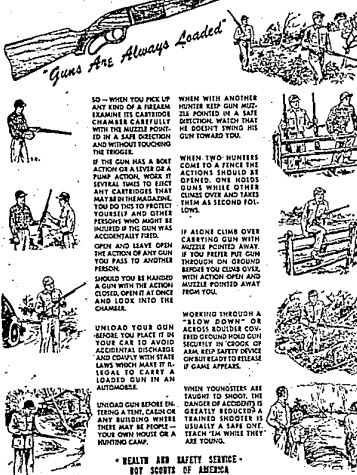 "Guns Are Always Loaded"
SO — WHEN YOU PICK UP
ANY KIND OF A FIREARM
EXAMINE ITS CARTRIDGE
CHAMBER CAREFULLY
WITH THE MUZZLE POINT-
ED IN A SAFE DIRECTION
AND WITHOUT TOUCHING
THE TRIGGER.
IF THE GUN HAS A BOLT
ACTION OR A LEVER OR A
PUMP ACTION, WORK IT
SEVERAL TIMES TO EJECT
ANY CARTRIDGES THAT
MAY BE IN THE MAGAZINE.
YOU DO THIS TO PROTECT
YOURSELF AND OTHER
PERSONS WHO MIGHT BE
INJURED IF THE GUN WAS
ACCIDENTALLY FIRED.
OPEN AND LEAVE OPEN
THE ACTION OF ANY GUN
YOU PASS TO ANOTHER
PERSON.
SHOULD YOU BE HANDED
A GUN WITH THE ACTION
CLOSED, OPEN IT AT ONCE
AND LOOK INTO THE
CHAMBER.
UNLOAD YOUR GUN
BEFORE YOU PLACE IT IN
YOUR CAR TO AVOID
ACCIDENTAL DISCHARGE
AND COMPLY WITH STATE
LAWS WHICH MAKE IT IL-
LEGAL TO CARRY A
LOADED GUN IN AN
AUTOMOBILE.
UNLOAD GUN BEFORE EN-
TERING A TENT, CABIN OR
ANY BUILDING WHERE
THERE MAY BE PEOPLE —
YOUR OWN HOUSE OR A
HUNTING CAMP.
WHEN WITH ANOTHER
HUNTER KEEP GUN MUZ-
ZLE POINTED IN A SAFE
DIRECTION. WATCH THAT
HE DOESN'T SWING HIS
GUN TOWARD YOU.
WHEN TWO HUNTERS
COME TO A FENCE THE
ACTIONS SHOULD BE
OPENED. ONE HOLDS
GUNS WHILE OTHER
CLIMBS OVER AND TAKES
THEM AS SECOND FOL-
LOWS.
IF ALONE CLIMB OVER
CARRYING GUN WITH
MUZZLE POINTED AWAY.
IF YOU PREFER PUT GUN
THROUGH ON GROUND
BEFORE YOU CLIMB OVER,
WITH ACTION OPEN AND
MUZZLE POINTED AWAY
FROM YOU.
WORKING THROUGH A
"BLOW DOWN" OR
ACROSS BOULDER COV-
ERED GROUND HOLD GUN
SECURELY IN CROOK OF
ARM. KEEP SAFETY DEVICE
ON BUT READY TO RELEASE
IF GAME APPEARS.
WHEN YOUNGSTERS ARE
TAUGHT TO SHOOT, THE
DANGER OF ACCIDENTS IS
GREATLY REDUCED. A
TRAINED SHOOTER IS
USUALLY A SAFE ONE.
TEACH 'EM WHILE THEY
ARE YOUNG.
• HEALTH AND SAFETY SERVICE •
BOY SCOUTS OF AMERICA